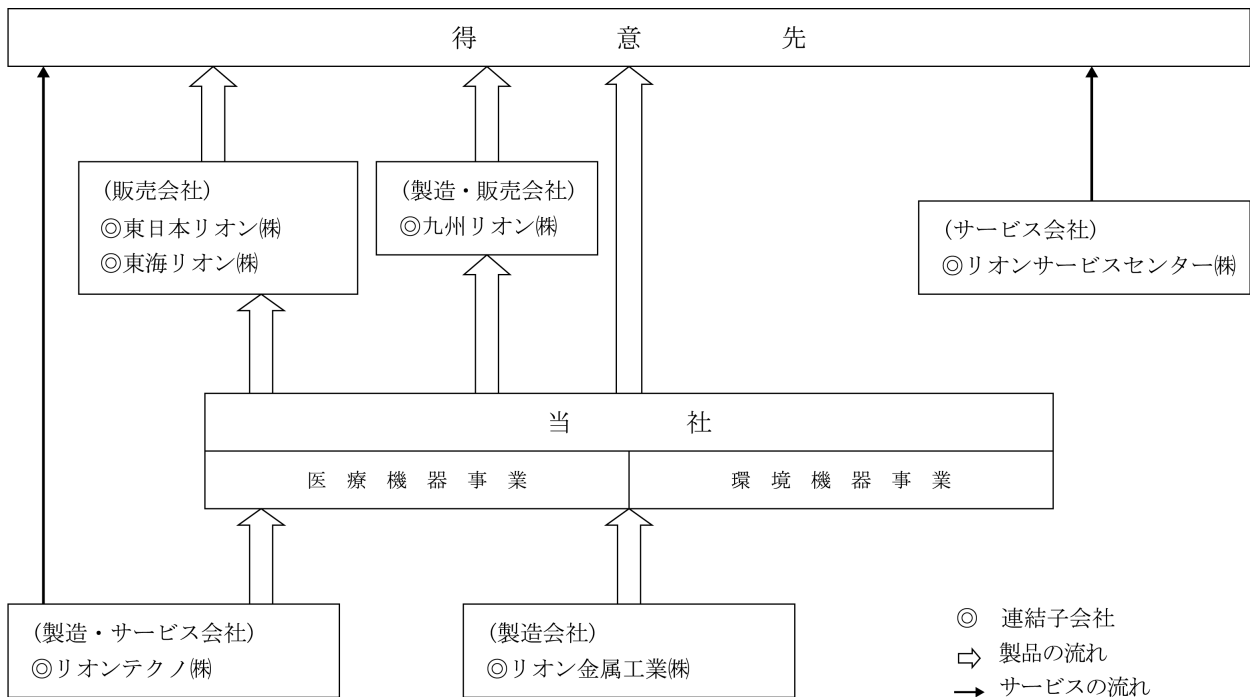 得意先
(販売会社)
◎東日本リオン㈱
◎東海リオン㈱
(製造・販売会社)
◎九州リオン㈱
(サービス会社)
◎リオンサービスセンター㈱
当社
医療機器事業
環境機器事業
(製造・サービス会社)
◎リオンテクノ㈱
(製造会社)
◎リオン金属工業㈱
◎ 連結子会社
製品の流れ
サービスの流れ